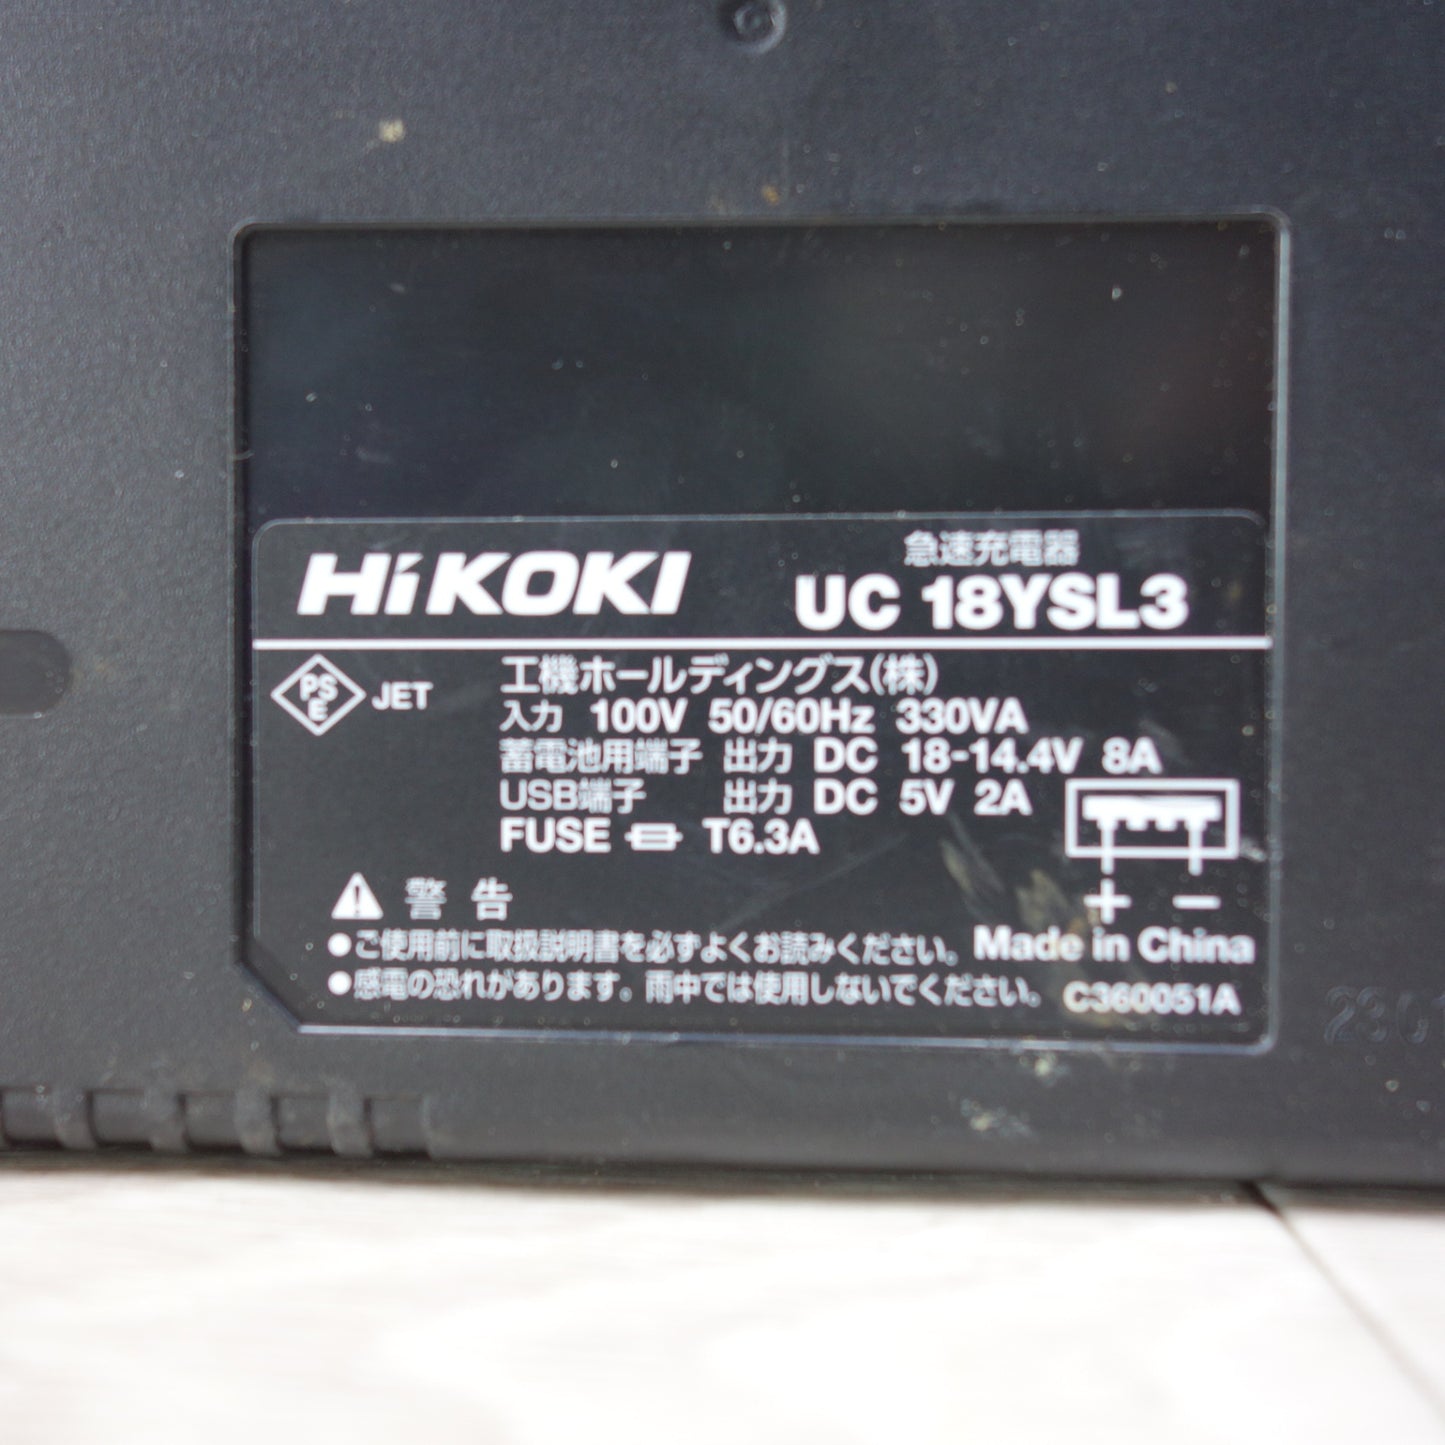 HiKOKI
急速充電器
UC 18YSL3
PS
E
JET
工機ホールディングス(株)
入力 100V 50/60Hz 330VA
蓄電池用端子 出力 DC 18-14.4V 8A
USB端子 出力 DC 5V 2A
FUSE T6.3A
+ −
警告
●ご使用前に取扱説明書を必ずよくお読みください。
Made in China
●感電の恐れがあります。雨中では使用しないでください。
C360051A